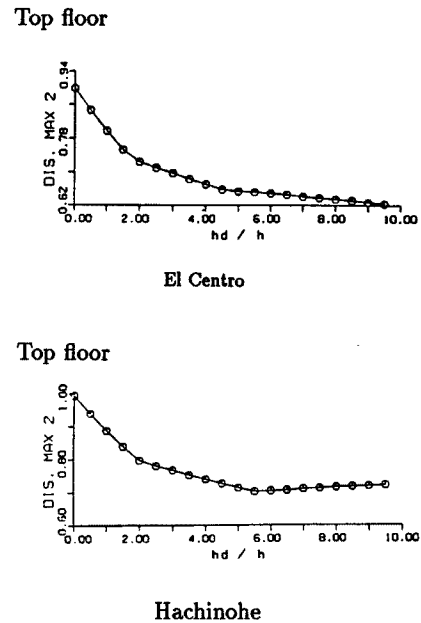 Top floor
DIS. MAX 2
0.94
0.78
0.62
0.00 2.00 4.00 6.00 8.00 10.00
hd / h
El Centro
Top floor
DIS. MAX 2
1.00
0.80
0.60
0.00 2.00 4.00 6.00 8.00 10.00
hd / h
Hachinohe